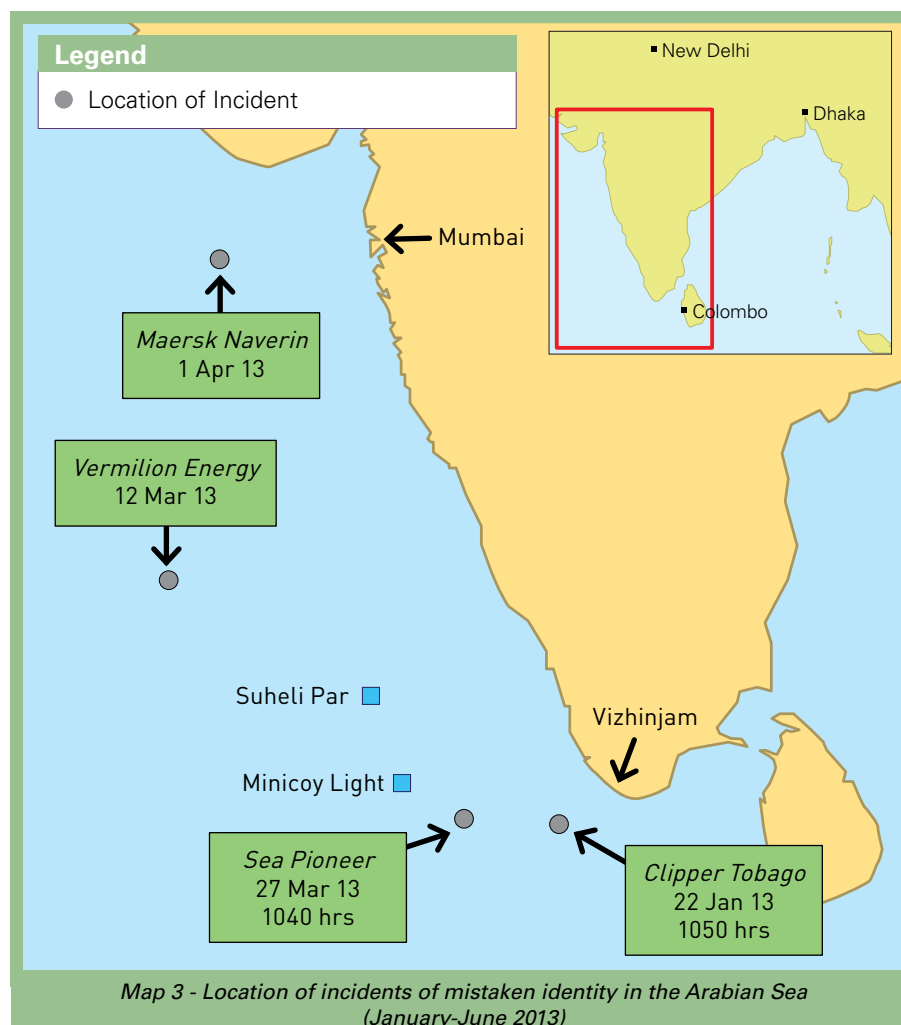 Legend
Location of Incident
New Delhi
Dhaka
Colombo
Mumbai
Maersk Naverin
1 Apr 13
Vermilion Energy
12 Mar 13
Suheli Par
Vizhinjam
Minicoy Light
Sea Pioneer
27 Mar 13
1040 hrs
Clipper Tobago
22 Jan 13
1050 hrs
Map 3 - Location of incidents of mistaken identity in the Arabian Sea
(January-June 2013)